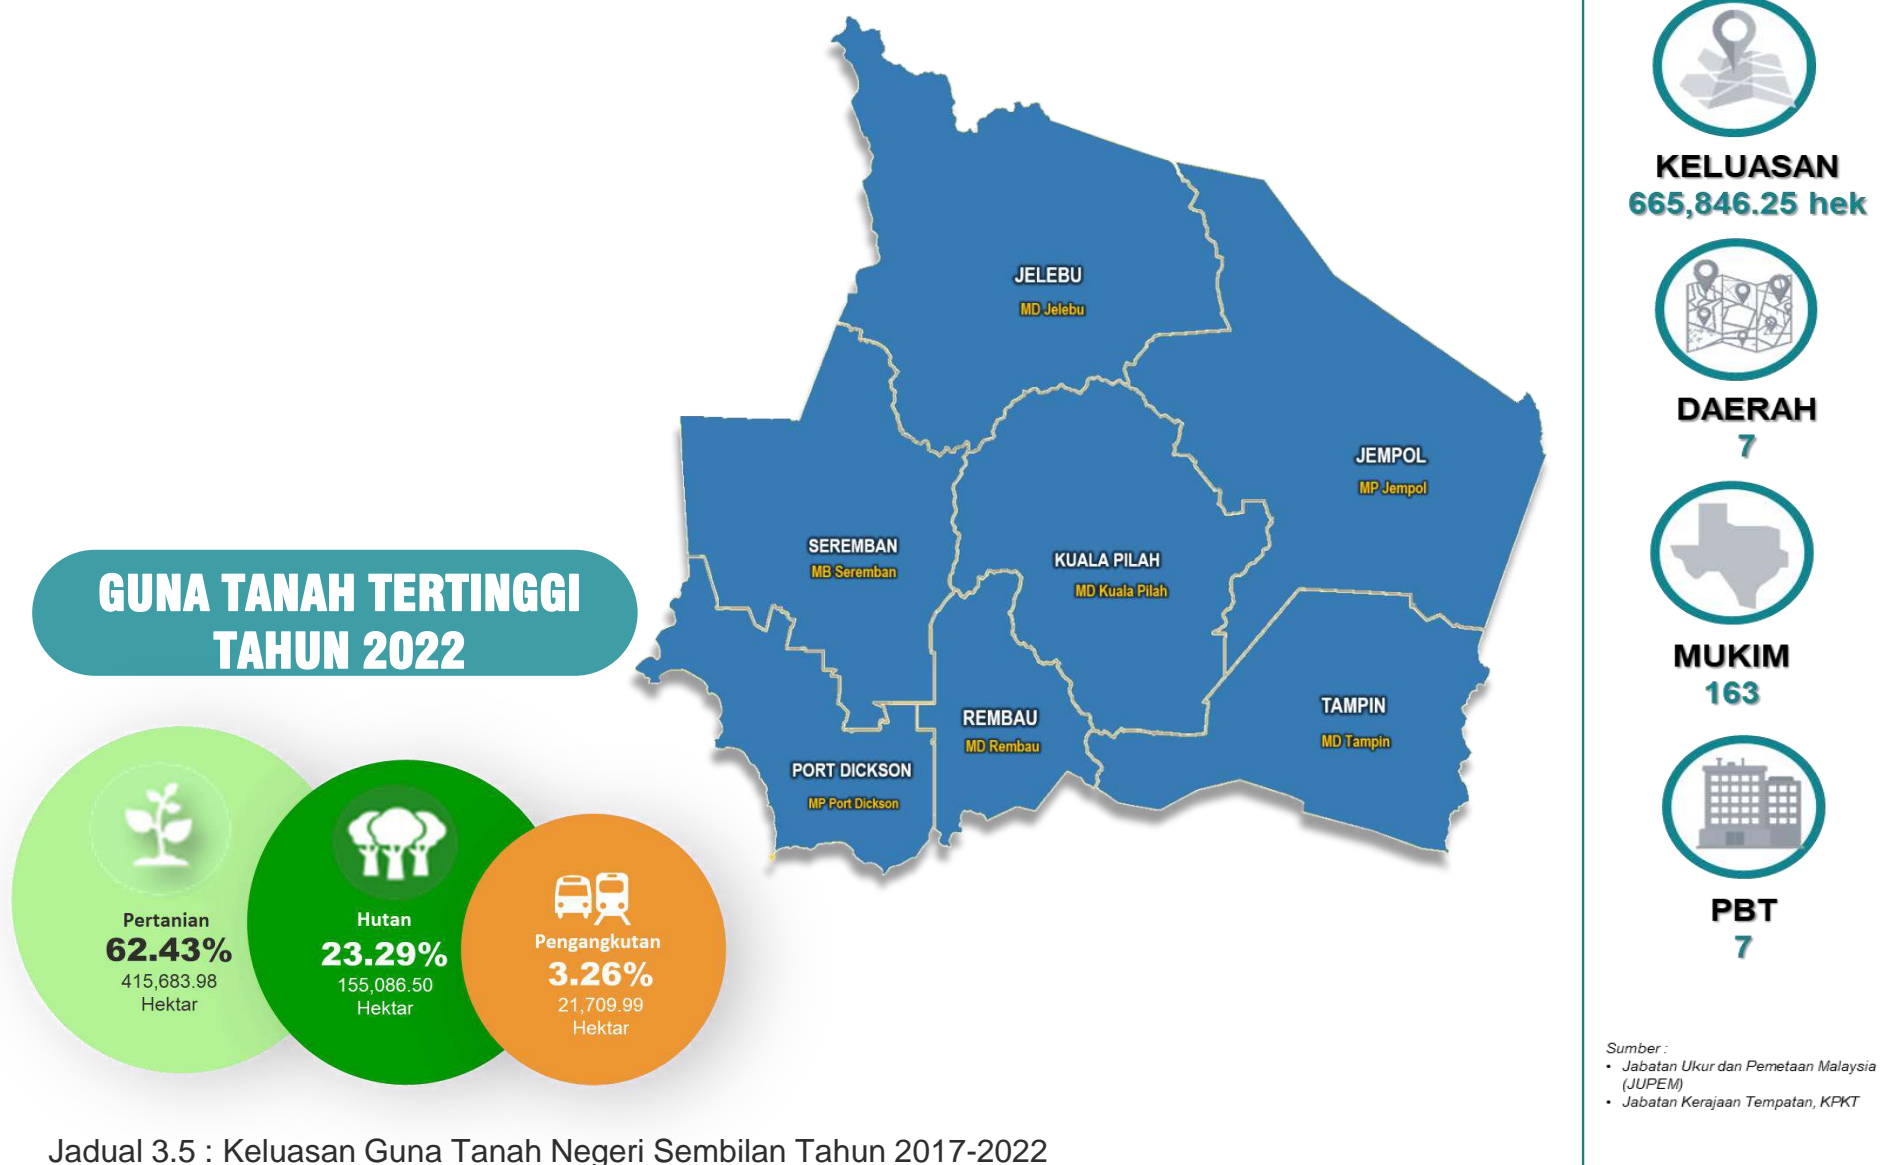 JELEBU
MD Jelebu
JEMPOL
MP Jempol
SEREMBAN
MB Seremban
KUALA PILAH
MD Kuala Pilah
REMBAU
MD Rembau
TAMPIN
MD Tampin
PORT DICKSON
MP Port Dickson
GUNA TANAH TERTINGGI
TAHUN 2022
Pertanian
62.43%
415,683.98
Hektar
Hutan
23.29%
155,086.50
Hektar
Pengangkutan
3.26%
21,709.99
Hektar
KELUASAN
665,846.25 hek
DAERAH
7
MUKIM
163
PBT
7
Sumber :
• Jabatan Ukur dan Pemetaan Malaysia
(JUPEM)
• Jabatan Kerajaan Tempatan, KPKT
Jadual 3.5 : Keluasan Guna Tanah Negeri Sembilan Tahun 2017-2022